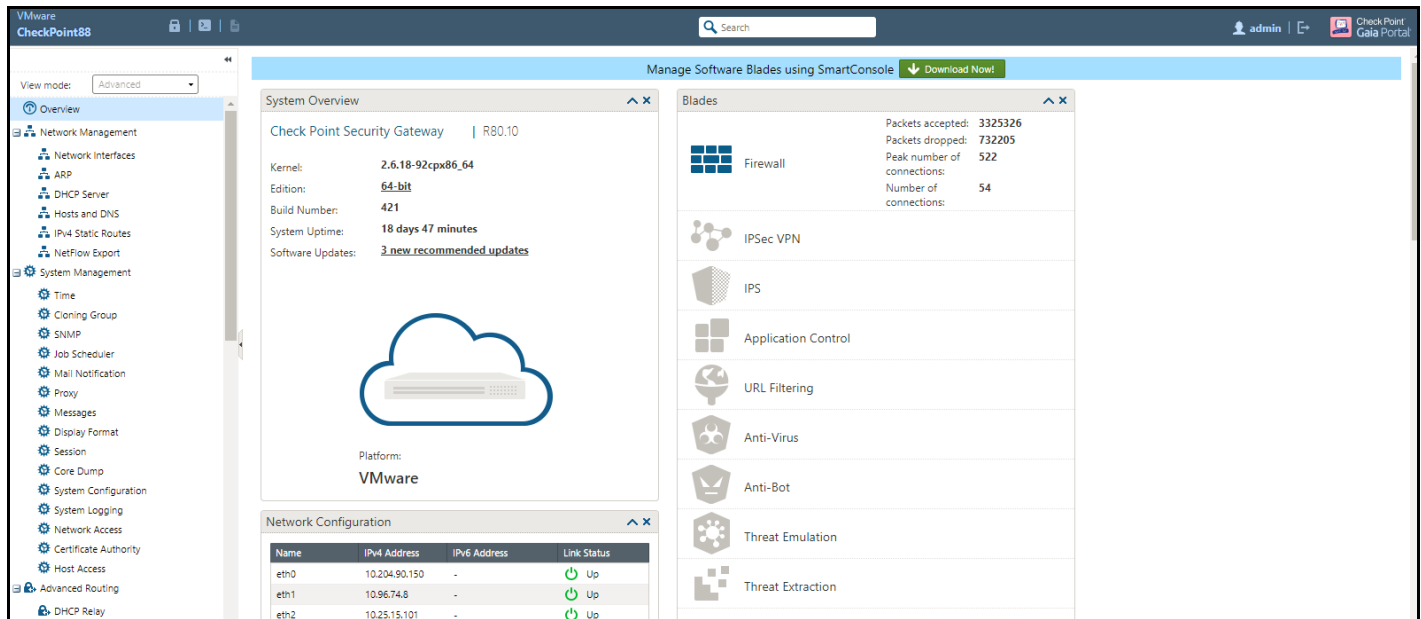 VMware
CheckPoint88
Search
admin
Check Point
Gaia Portal
View mode: Advanced
Overview
Network Management
Network Interfaces
ARP
DHCP Server
Hosts and DNS
IPv4 Static Routes
NetFlow Export
System Management
Time
Cloning Group
SNMP
Job Scheduler
Mail Notification
Proxy
Messages
Display Format
Session
Core Dump
System Configuration
System Logging
Network Access
Certificate Authority
Host Access
Advanced Routing
DHCP Relay
Manage Software Blades using SmartConsole Download Now!
System Overview
Check Point Security Gateway | R80.10
Kernel: 2.6.18-92cpx86_64
Edition: 64-bit
Build Number: 421
System Uptime: 18 days 47 minutes
Software Updates: 3 new recommended updates
Platform:
VMware
Network Configuration
Name IPv4 Address IPv6 Address Link Status
eth0 10.204.90.150 - Up
eth1 10.96.74.8 - Up
eth2 10.25.15.101 - Up
Blades
Firewall
Packets accepted: 3325326
Packets dropped: 732205
Peak number of 522
connections:
Number of 54
connections:
IPSec VPN
IPS
Application Control
URL Filtering
Anti-Virus
Anti-Bot
Threat Emulation
Threat Extraction